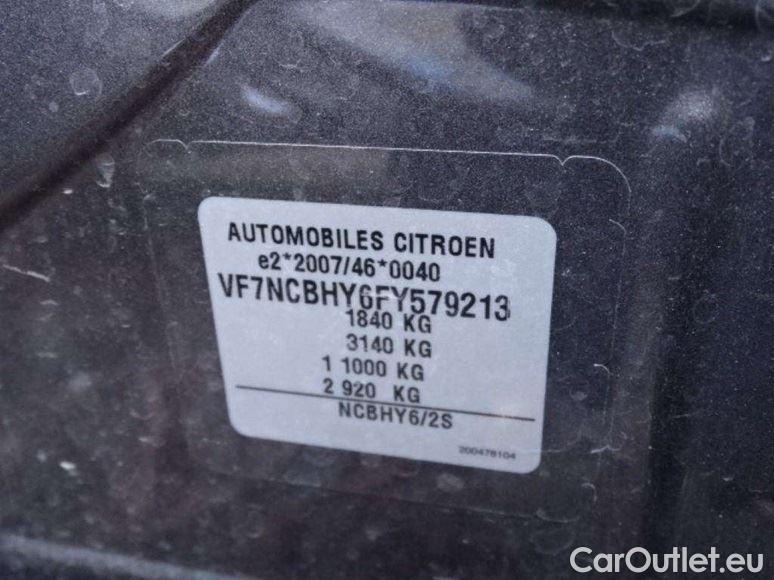 AUTOMOBILES CITROEN
e2*2007/46*0040
VF7NCBHY6FY579213
1840 KG
3140 KG
1 1000 KG
2 920 KG
NCBHY6/2S
200478104
CarOutlet.eu